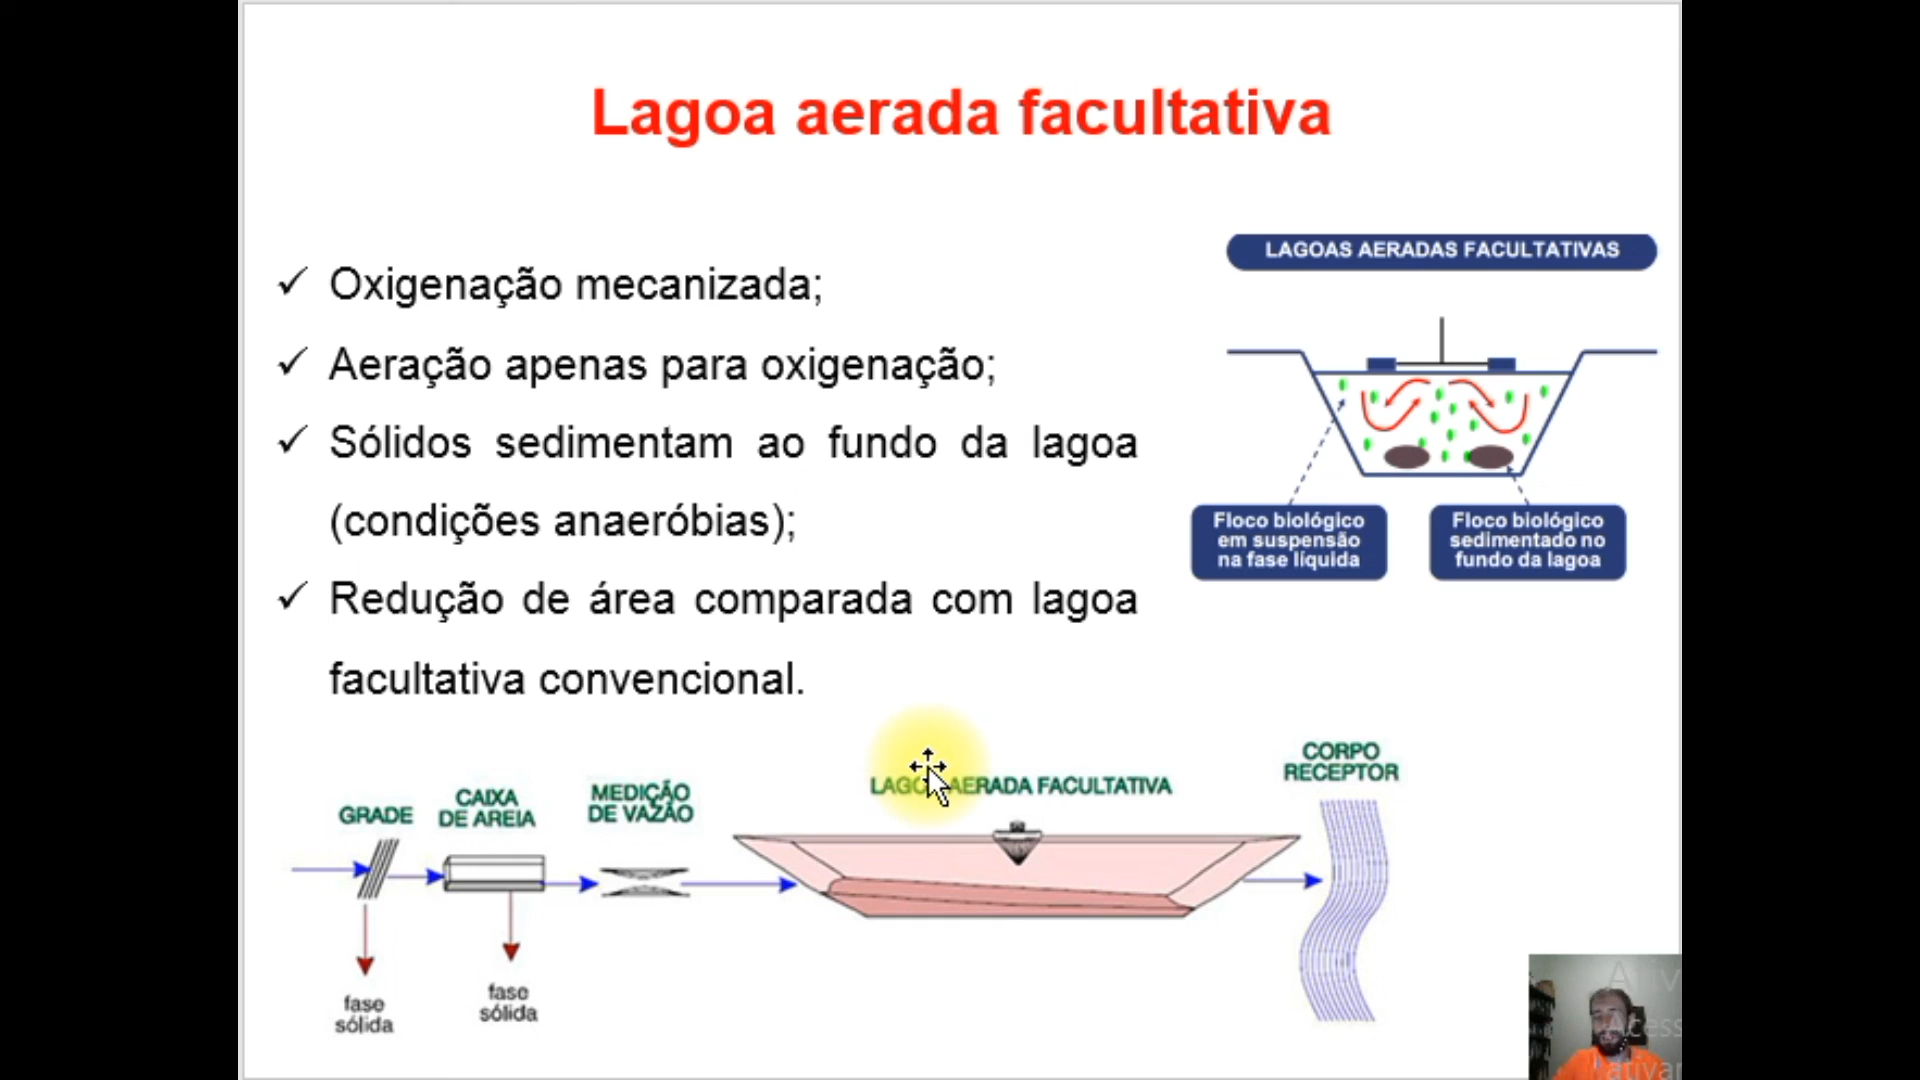 Lagoa aerada facultativa
Oxigenação mecanizada;
Aeração apenas para oxigenação;
Sólidos sedimentam ao fundo da lagoa
(condições anaeróbias);
Redução de área comparada com lagoa
facultativa convencional.
LAGOAS AERADAS FACULTATIVAS
Floco biológico
em suspensão
na fase líquida
Floco biológico
sedimentado no
fundo da lagoa
GRADE
CAIXA
DE AREIA
MEDIÇÃO
DE VAZÃO
LAGOA AERADA FACULTATIVA
CORPO
RECEPTOR
fase
sólida
fase
sólida